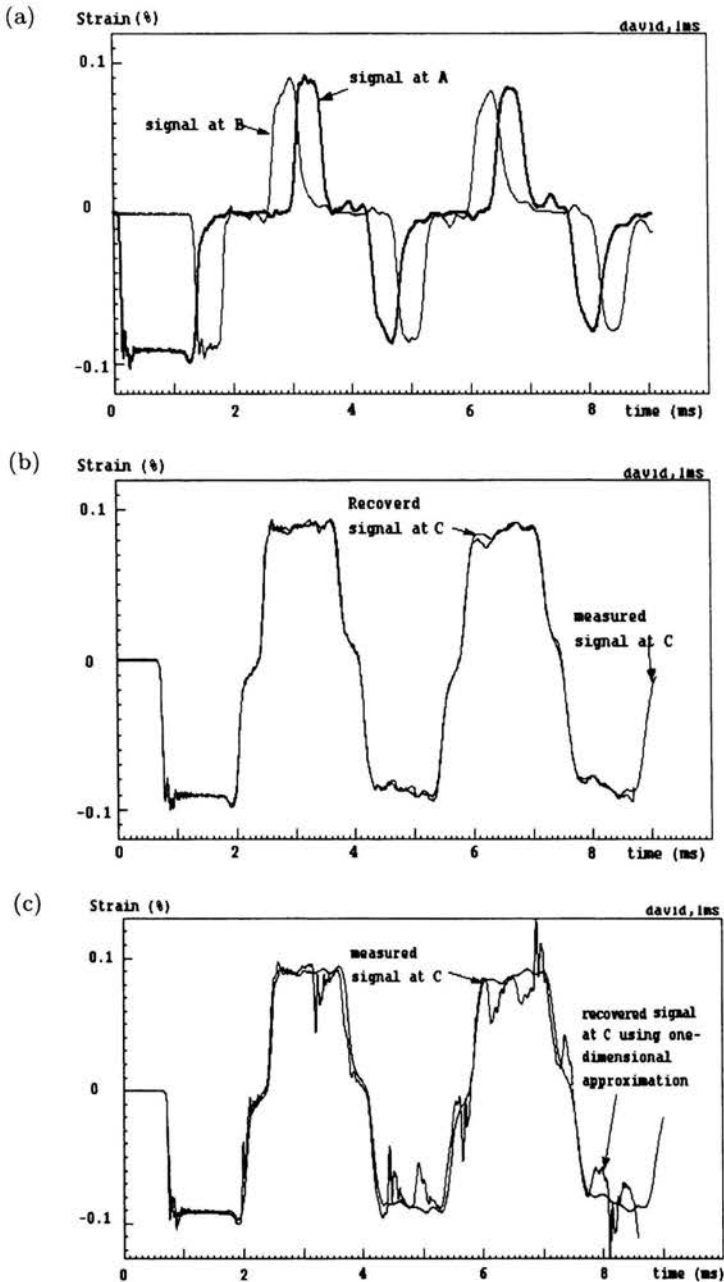 (a)
Strain (%)
david,lms
0.1
signal at A
signal at B
0
-0.1
0 2 4 6 8 time (ms)
(b)
Strain (%)
david,lms
0.1
Recoverd
signal at C
measured
signal at C
0
-0.1
0 2 4 6 8 time (ms)
(c)
Strain (%)
david,lms
0.1
measured
signal at C
recovered signal
at C using one-
dimensional
approximation
0
-0.1
0 2 4 6 8 time (ms)